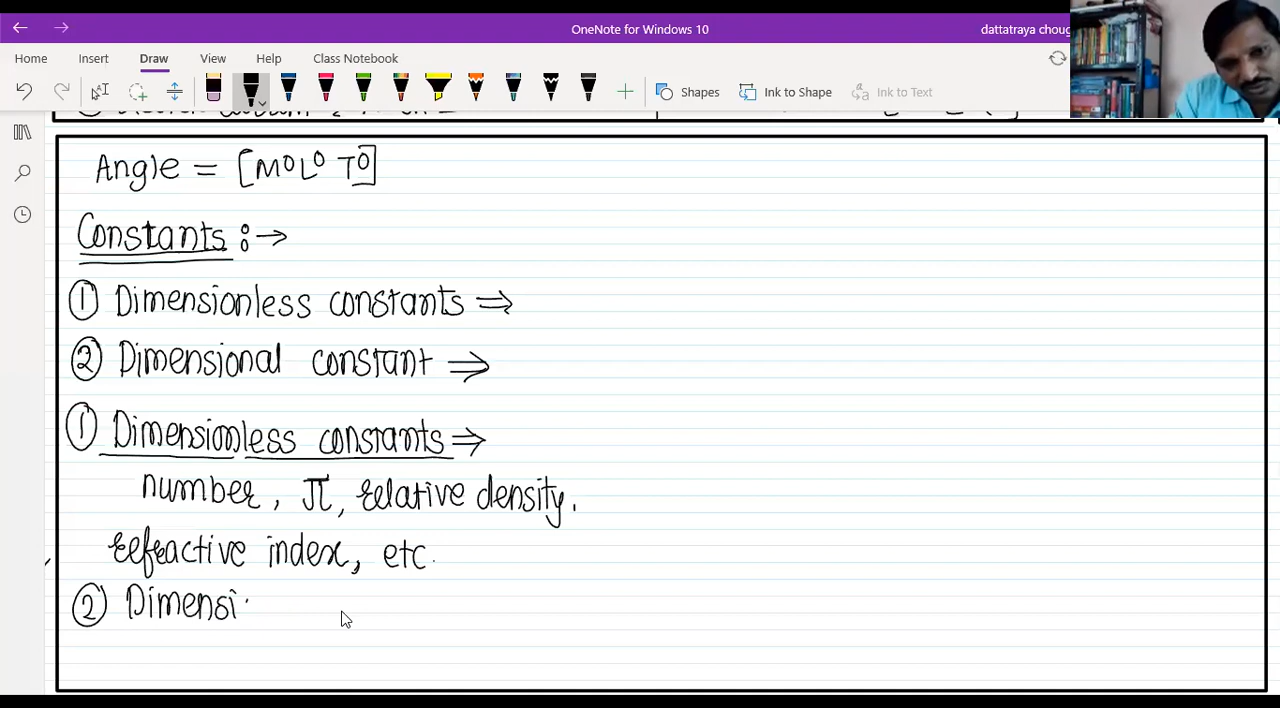 OneNote for Windows 10
dattatraya choug
Home Insert Draw View Help Class Notebook
Shapes Ink to Shape Ink to Text
Angle = [M⁰L⁰ T⁰]
Constants :→
① Dimensionless constants ⇒
② Dimensional constant ⇒
① Dimensionless constants ⇒
number, π, relative density.
refractive index, etc.
② Dimensi